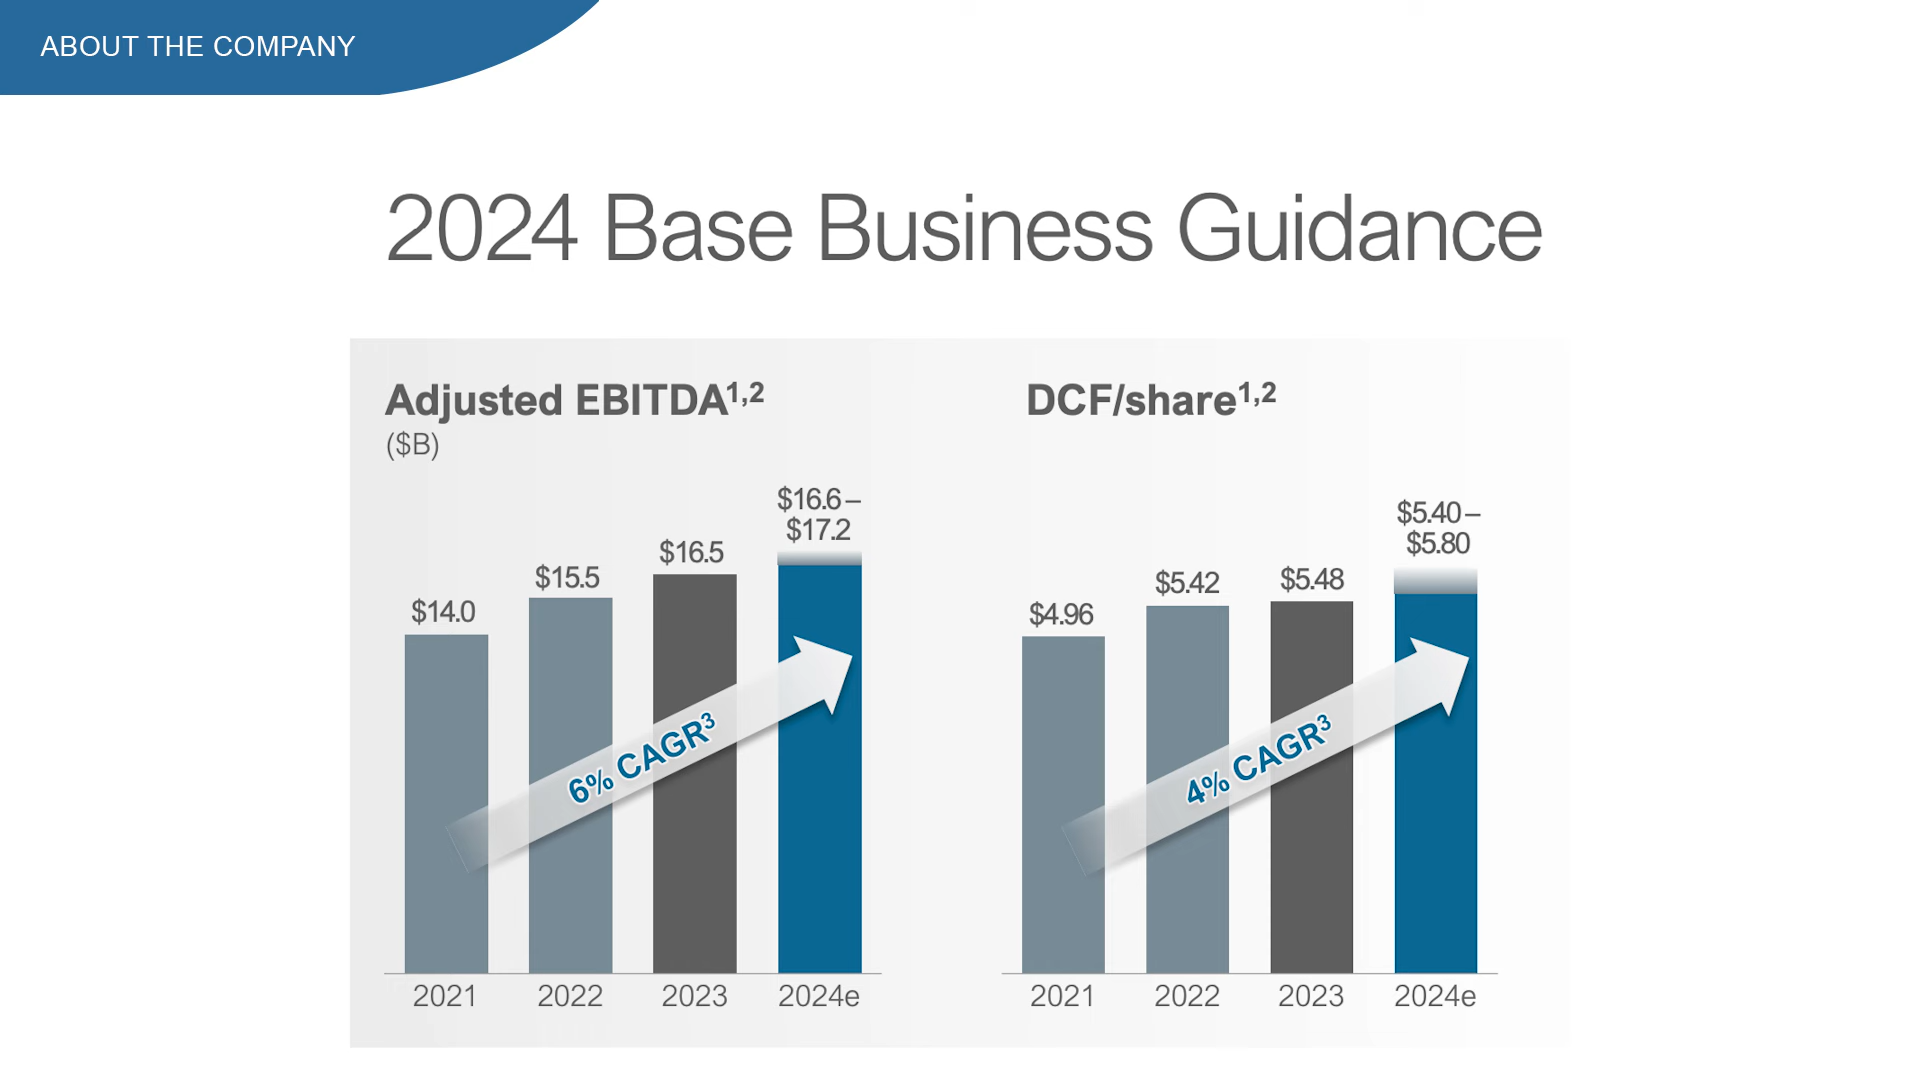 ABOUT THE COMPANY
2024 Base Business Guidance
Adjusted EBITDA¹,²
($B)
$14.0
$15.5
$16.5
$16.6–
$17.2
6% CAGR³
2021
2022
2023
2024e
DCF/share¹,²
$4.96
$5.42
$5.48
$5.40–
$5.80
4% CAGR³
2021
2022
2023
2024e